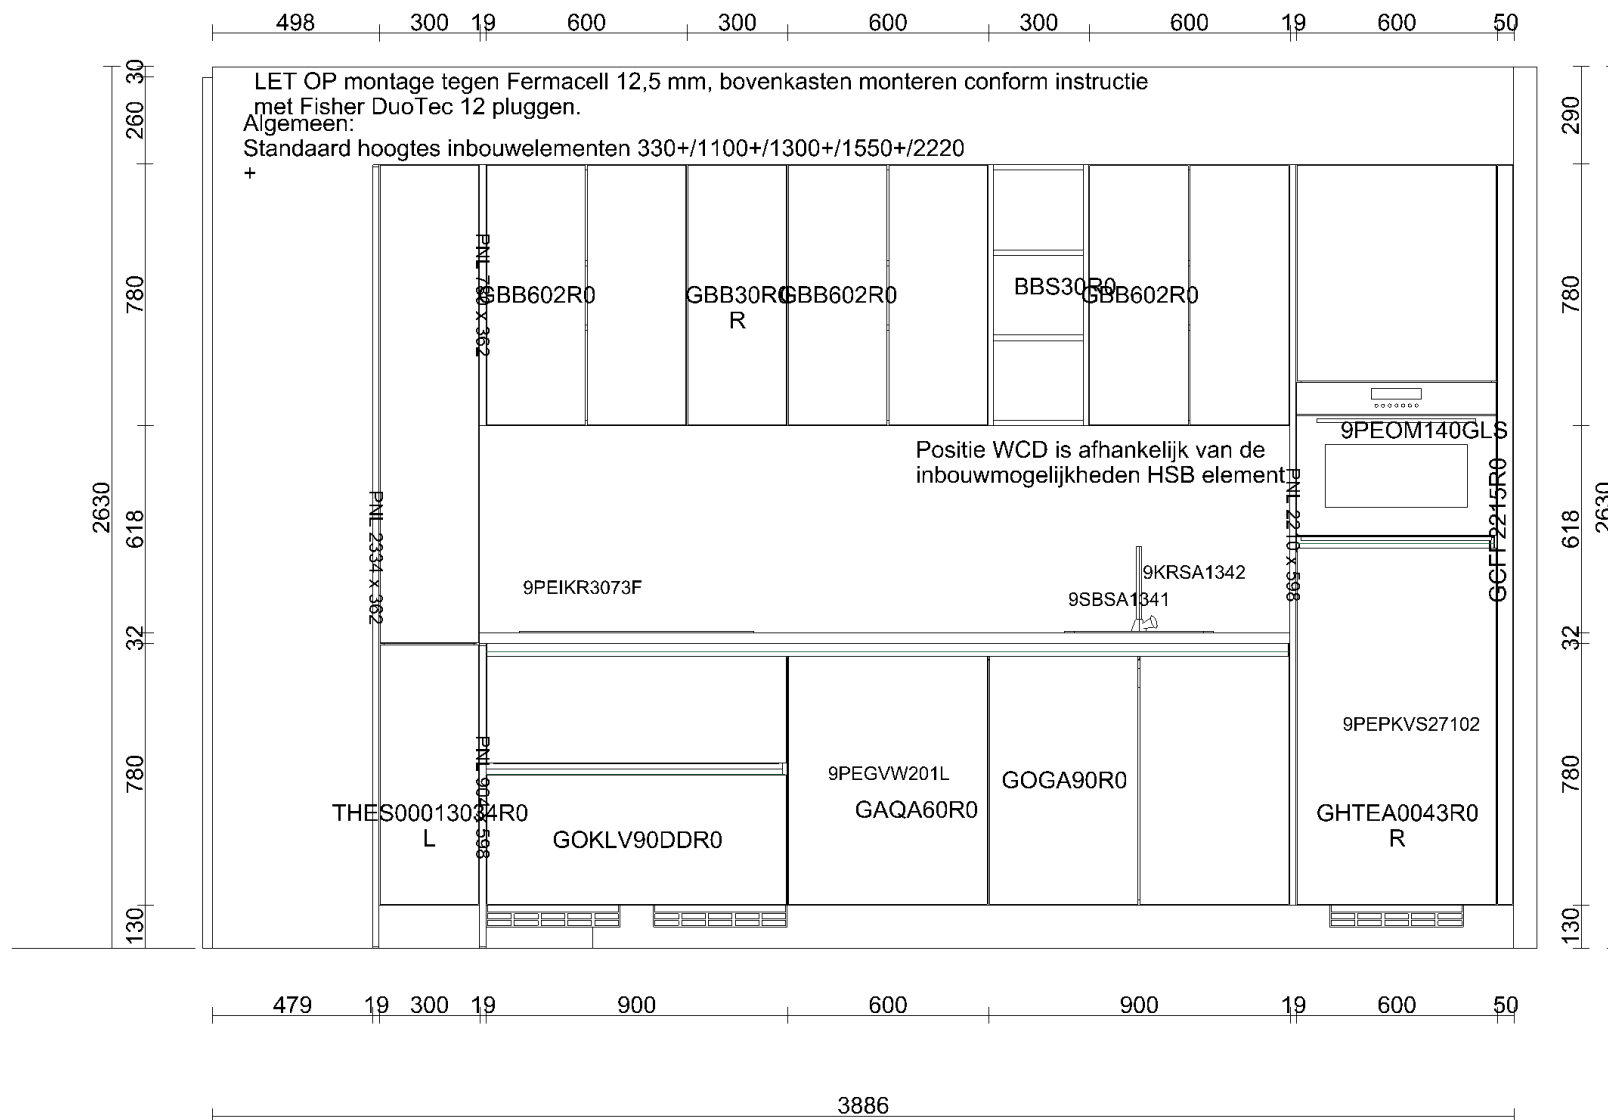 498 300 19 600 300 600 300 600 19 600 50
LET OP montage tegen Fermacell 12,5 mm, bovenkasten monteren conform instructie
met Fisher DuoTec 12 pluggen.
Algemeen:
Standaard hoogtes inbouwelementen 330+/1100+/1300+/1550+/2220
+
30
260
290
780
PNL 780 x 362
GBB602R0
GBB30R0
R
GBB602R0
BBS30R0
GBB602R0
780
9PEOM140GLS
Positie WCD is afhankelijk van de
inbouwmogelijkheden HSB element
2630
618
PNL 2334 x 362
PNL 2210 x 598
GCFF2215R0
618
2630
9PEIKR3073F
9KRSA1342
9SBSA1341
32
32
9PEPKVS27102
780
PNL 904 x 598
9PEGVW201L
GOGA90R0
780
THES00013034R0
L
GOKLV90DDR0
GAQA60R0
GHTEA0043R0
R
130
130
479 19 300 19 900 600 900 19 600 50
3886